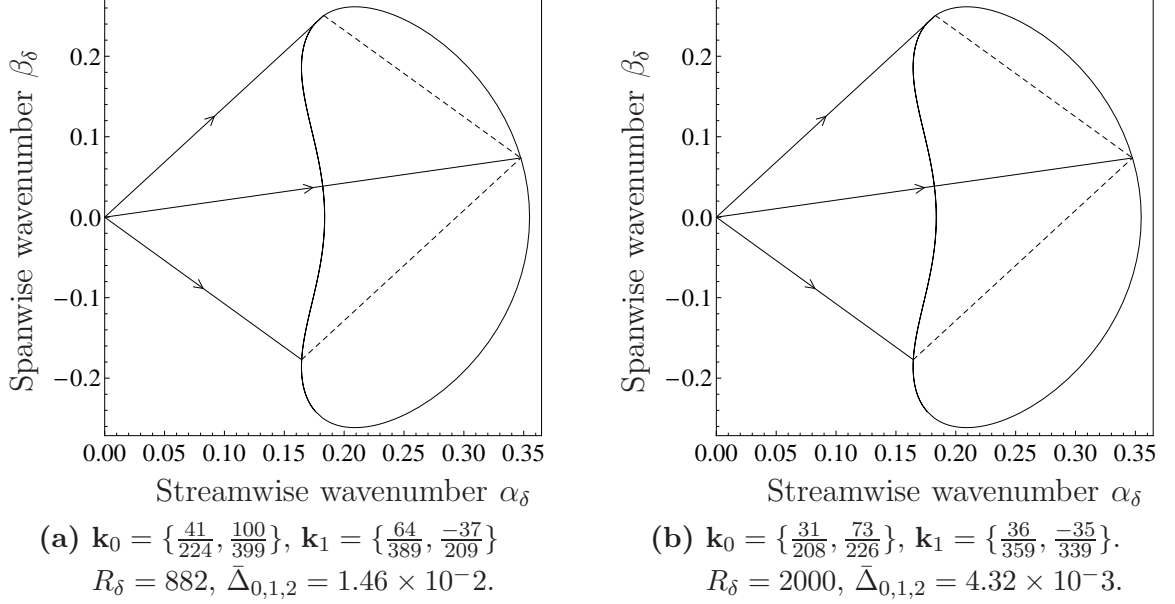 Spanwise wavenumber β_δ
0.2
0.1
0.0
−0.1
−0.2
0.00 0.05 0.10 0.15 0.20 0.25 0.30 0.35
Streamwise wavenumber α_δ
(a) k₀ = {41/224, 100/399}, k₁ = {64/389, −37/209}
R_δ = 882, Δ̄₀,₁,₂ = 1.46 × 10⁻2.
Spanwise wavenumber β_δ
0.2
0.1
0.0
−0.1
−0.2
0.00 0.05 0.10 0.15 0.20 0.25 0.30 0.35
Streamwise wavenumber α_δ
(b) k₀ = {31/208, 73/226}, k₁ = {36/359, −35/339}.
R_δ = 2000, Δ̄₀,₁,₂ = 4.32 × 10⁻3.